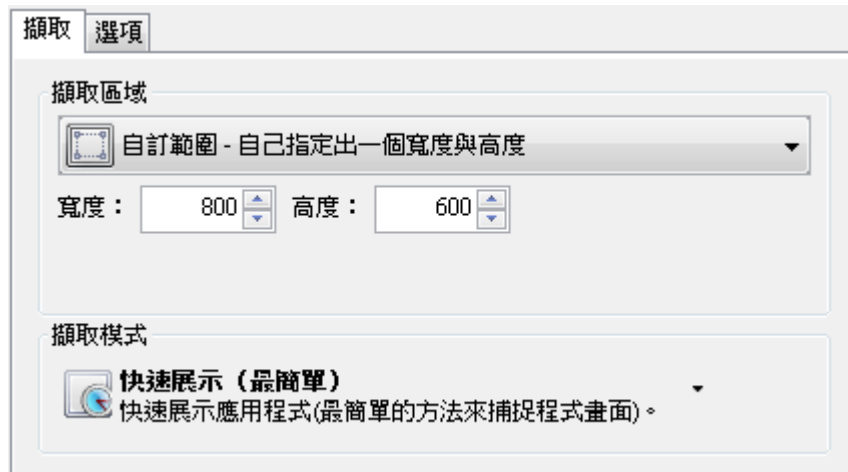 擷取 選項
擷取區域
自訂範圍 - 自己指定出一個寬度與高度
寬度： 800 高度： 600
擷取模式
快速展示（最簡單）
快速展示應用程式(最簡單的方法來捕捉程式畫面)。